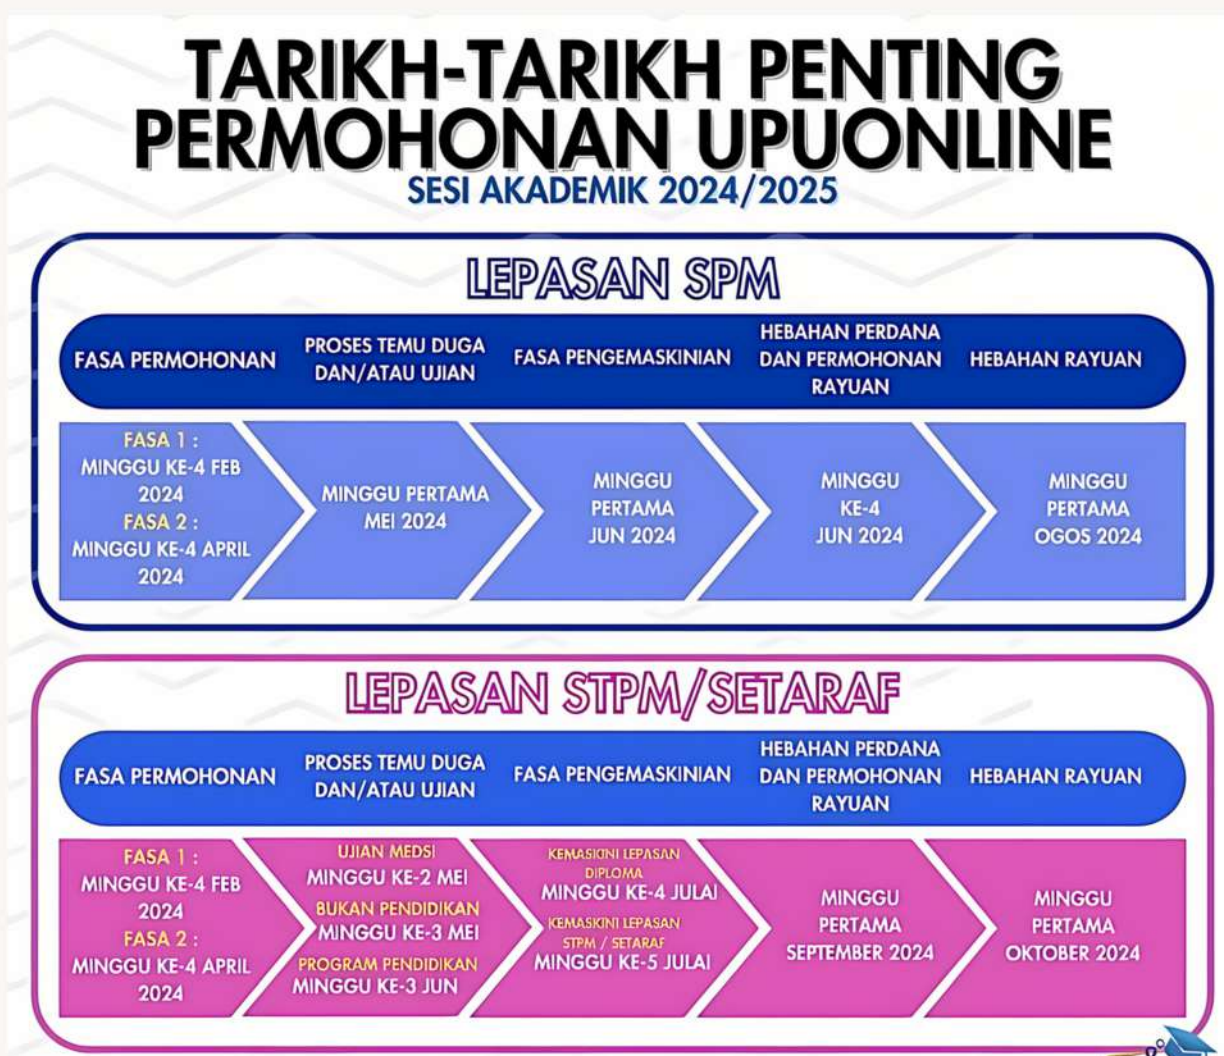 TARIKH-TARIKH PENTING
PERMOHONAN UPUONLINE
SESI AKADEMIK 2024/2025
LEPASAN SPM
FASA PERMOHONAN
PROSES TEMU DUGA
DAN/ATAU UJIAN
FASA PENGEMASKINIAN
HEBAHAN PERDANA
DAN PERMOHONAN
RAYUAN
HEBAHAN RAYUAN
FASA 1 :
MINGGU KE-4 FEB
2024
FASA 2 :
MINGGU KE-4 APRIL
2024
MINGGU PERTAMA
MEI 2024
MINGGU
PERTAMA
JUN 2024
MINGGU
KE-4
JUN 2024
MINGGU
PERTAMA
OGOS 2024
LEPASAN STPM/SETARAF
FASA PERMOHONAN
PROSES TEMU DUGA
DAN/ATAU UJIAN
FASA PENGEMASKINIAN
HEBAHAN PERDANA
DAN PERMOHONAN
RAYUAN
HEBAHAN RAYUAN
FASA 1 :
MINGGU KE-4 FEB
2024
FASA 2 :
MINGGU KE-4 APRIL
2024
UJIAN MEDSI
MINGGU KE-2 MEI
BUKAN PENDIDIKAN
MINGGU KE-3 MEI
PROGRAM PENDIDIKAN
MINGGU KE-3 JUN
KEMASKINI LEPASAN
DIPLOMA
MINGGU KE-4 JULAI
KEMASKINI LEPASAN
STPM / SETARAF
MINGGU KE-5 JULAI
MINGGU
PERTAMA
SEPTEMBER 2024
MINGGU
PERTAMA
OKTOBER 2024